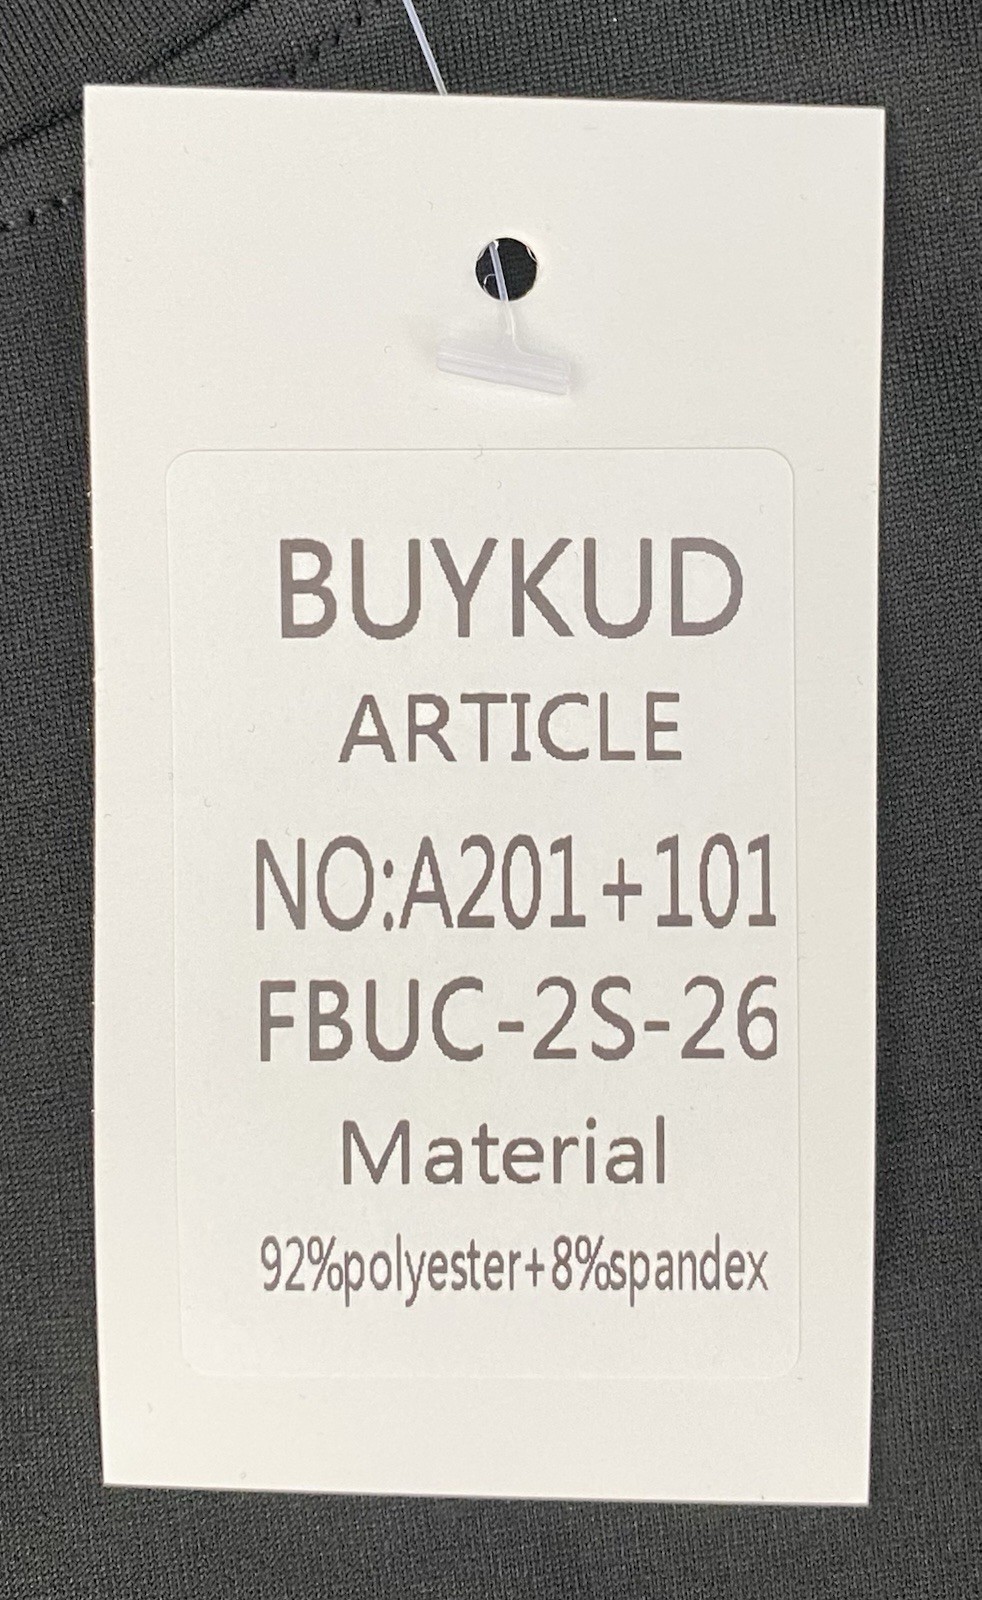 BUYKUD
ARTICLE
NO:A201+101
FBUC-2S-26
Material
92%polyester+8%spandex